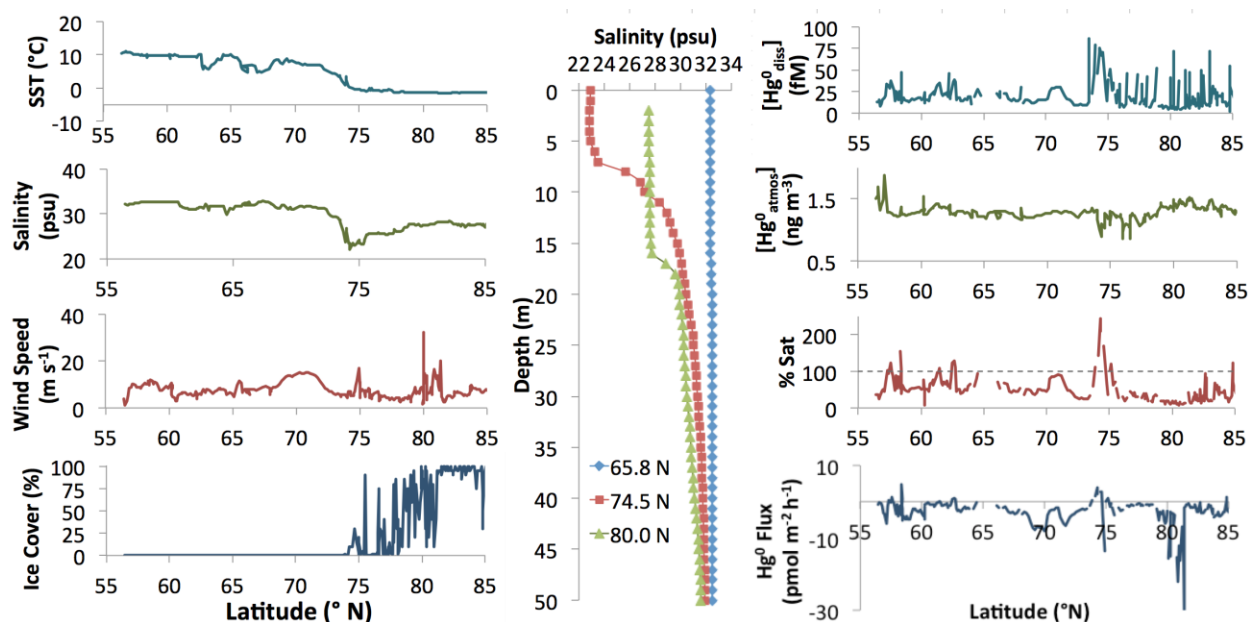 SST (°C)
20
10
0
-10
55 60 65 70 75 80 85
Salinity
(psu)
40
30
20
55 65 75 85
Wind Speed
(m s⁻¹)
40
20
0
55 60 65 70 75 80 85
Ice Cover (%)
100
75
50
25
0
55 60 65 70 75 80 85
Latitude (° N)
Salinity (psu)
22 24 26 28 30 32 34
Depth (m)
0
5
10
15
20
25
30
35
40
45
50
65.8 N
74.5 N
80.0 N
[Hg⁰diss]
(fM)
100
75
50
25
0
55 60 65 70 75 80 85
[Hg⁰atmos]
(ng m⁻³)
1.5
0.5
55 60 65 70 75 80 85
% Sat
200
100
0
55 60 65 70 75 80 85
Hg⁰ Flux
(pmol m⁻² h⁻¹)
10
-10
-30
55 60 65 70 75 80 85
Latitude (°N)